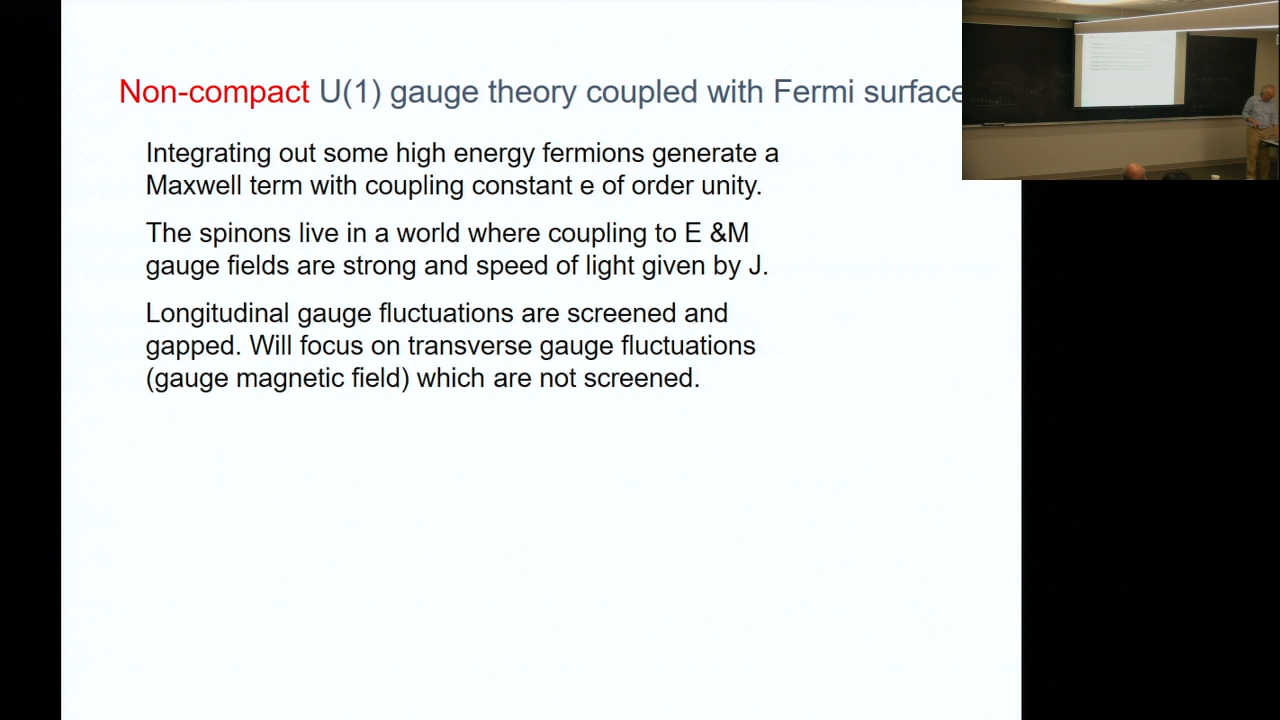 Non-compact U(1) gauge theory coupled with Fermi surface
Integrating out some high energy fermions generate a
Maxwell term with coupling constant e of order unity.
The spinons live in a world where coupling to E &M
gauge fields are strong and speed of light given by J.
Longitudinal gauge fluctuations are screened and
gapped. Will focus on transverse gauge fluctuations
(gauge magnetic field) which are not screened.